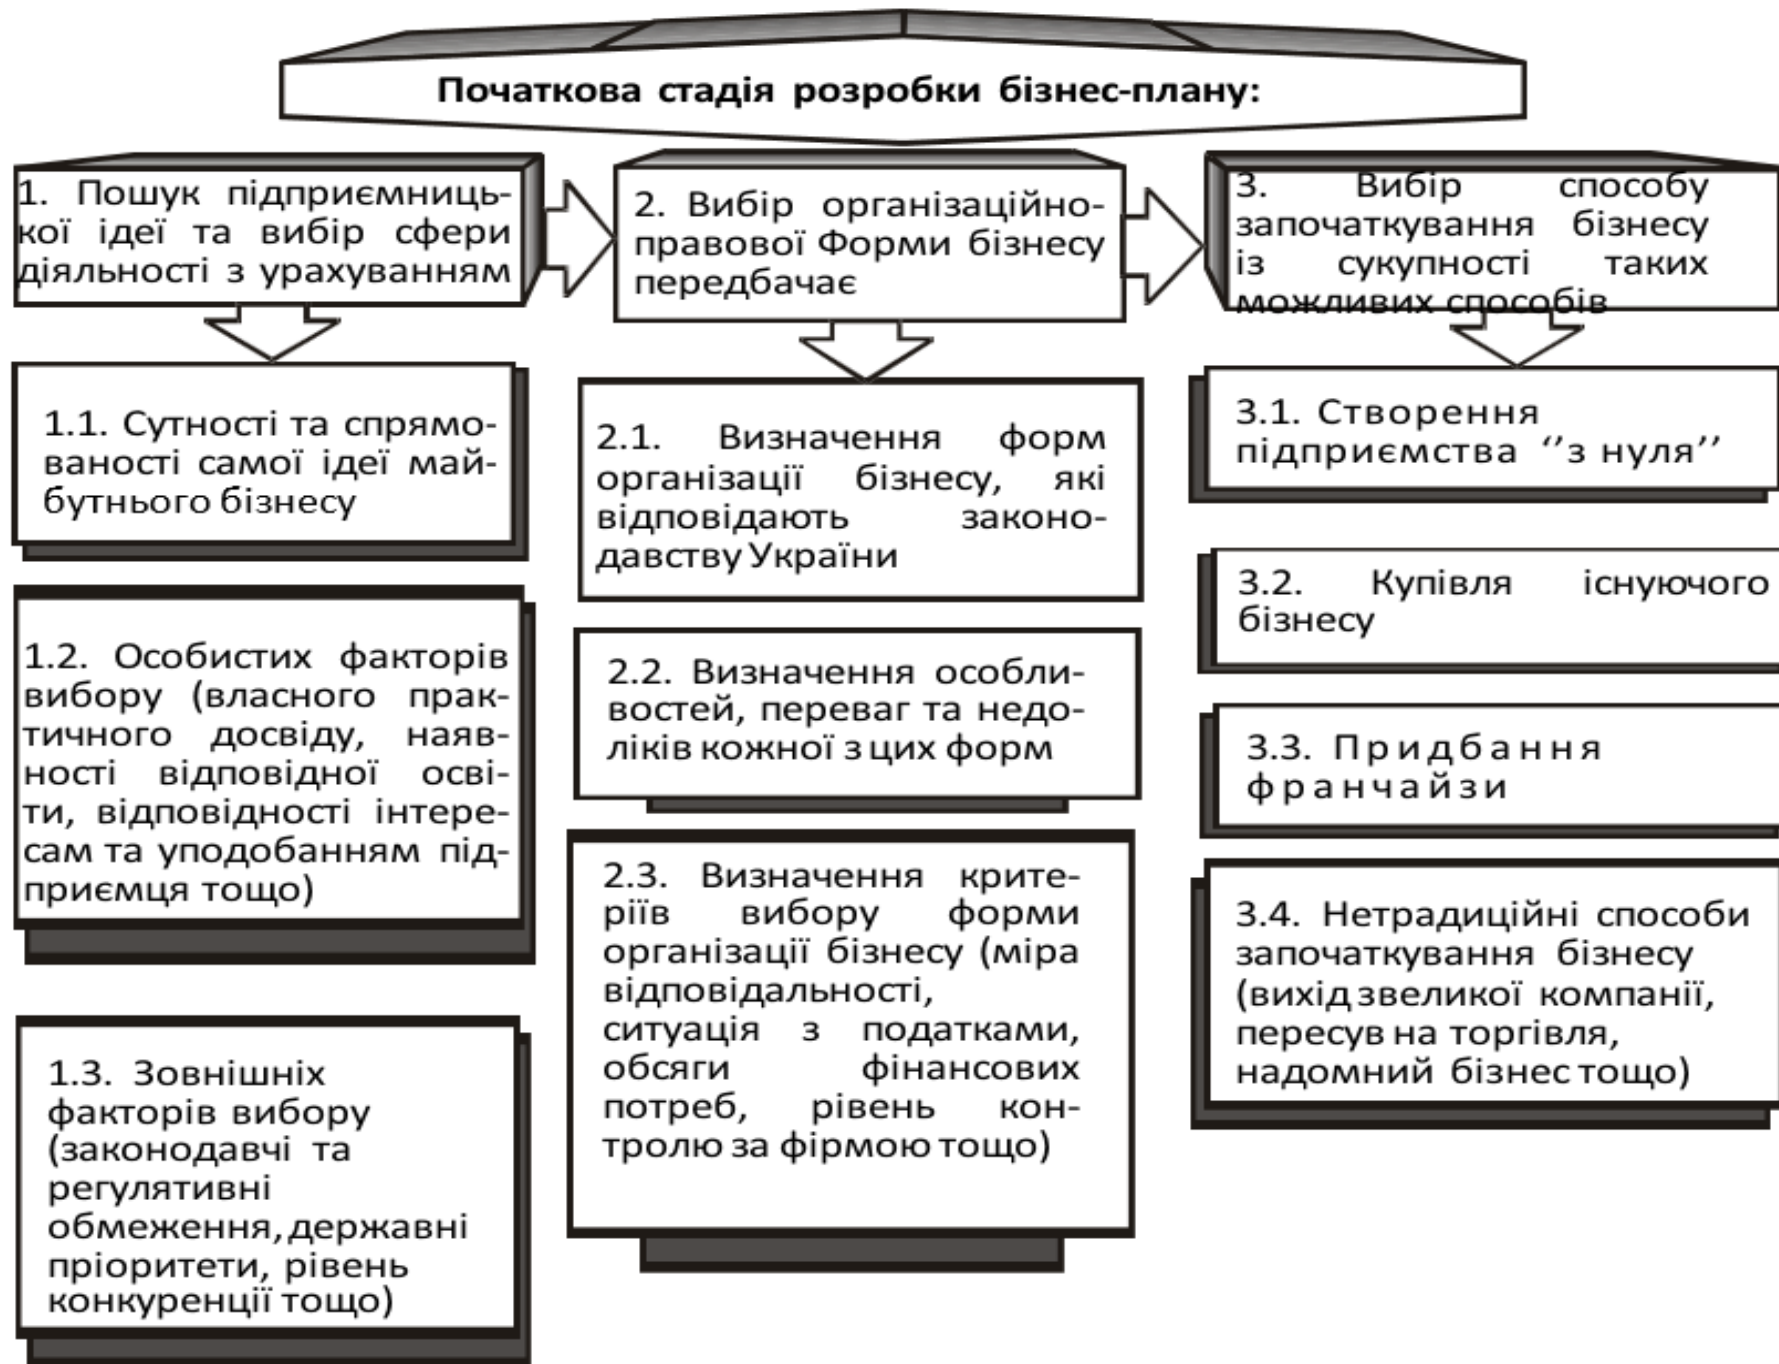 Початкова стадія розробки бізнес-плану:
1. Пошук підприємниць-
кої ідеї та вибір сфери
діяльності з урахуванням
1.1. Сутності та спрямо-
ваності самої ідеї май-
бутнього бізнесу
1.2. Особистих факторів
вибору (власного прак-
тичного досвіду, наяв-
ності відповідної осві-
ти, відповідності інтере-
сам та уподобанням під-
приємця тощо)
1.3. Зовнішніх
факторів вибору
(законодавчі та
регулятивні
обмеження, державні
пріоритети, рівень
конкуренції тощо)
2. Вибір організаційно-
правової Форми бізнесу
передбачає
2.1. Визначення форм
організації бізнесу, які
відповідають законо-
давству України
2.2. Визначення особли-
востей, переваг та недо-
ліків кожної з цих форм
2.3. Визначення крите-
ріїв вибору форми
організації бізнесу (міра
відповідальності,
ситуація з податками,
обсяги фінансових
потреб, рівень кон-
тролю за фірмою тощо)
3. Вибір способу
започаткування бізнесу
із сукупності таких
можливих способів
3.1. Створення
підприємства ‘’з нуля’’
3.2. Купівля існуючого
бізнесу
3.3. Придбання
франчайзи
3.4. Нетрадиційні способи
започаткування бізнесу
(вихід звеликої компанії,
пересув на торгівля,
надомний бізнес тощо)